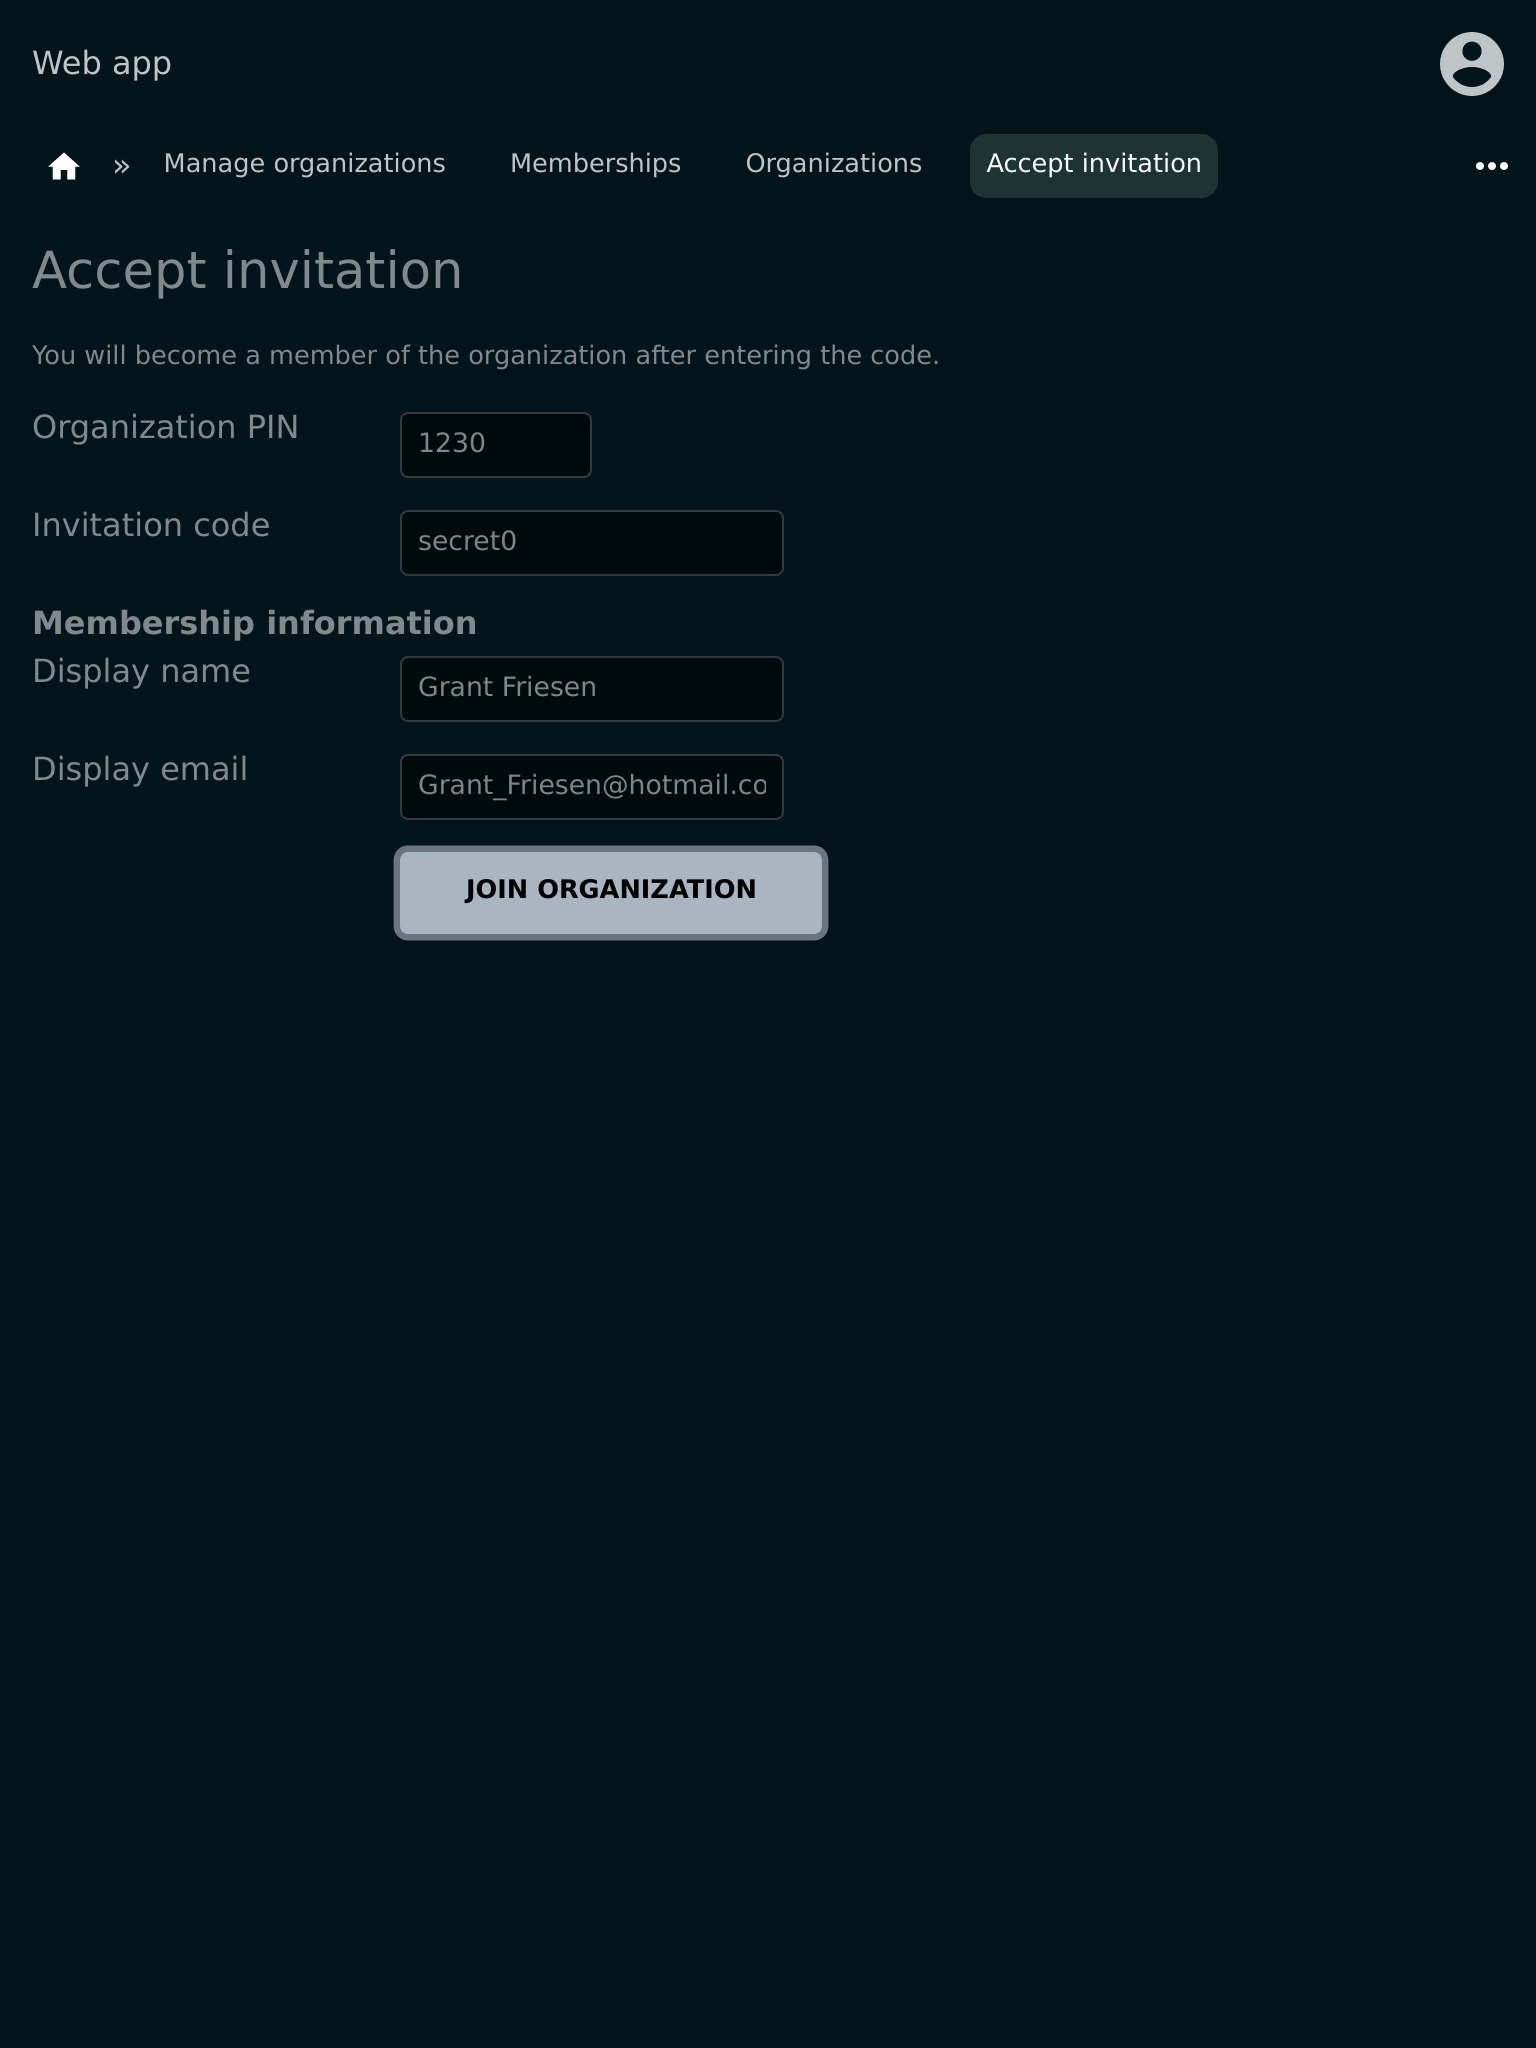 Web app
» Manage organizations Memberships Organizations Accept invitation
Accept invitation
You will become a member of the organization after entering the code.
Organization PIN 1230
Invitation code secret0
Membership information
Display name Grant Friesen
Display email Grant_Friesen@hotmail.co
JOIN ORGANIZATION